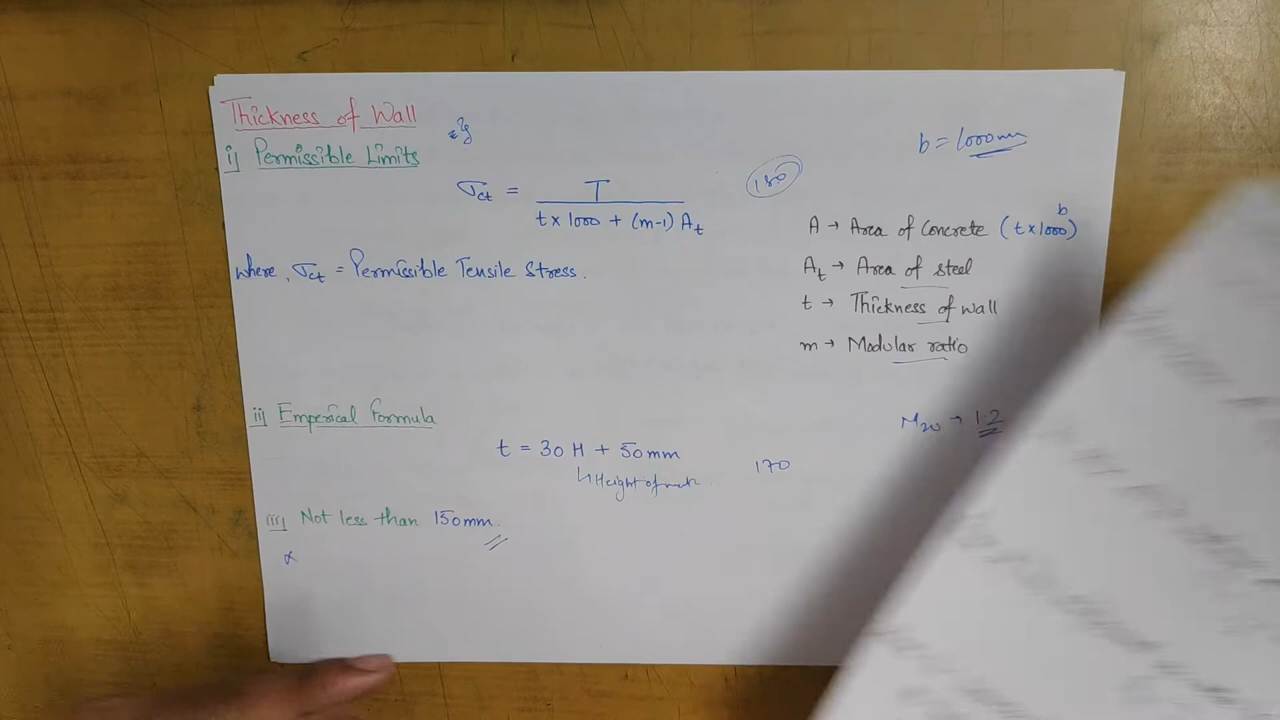 Thickness of Wall
i) Permissible Limits
b = 1000mm
σct = T / t x 1000 + (m-1) At
180
where, σct = Permissible Tensile Stress.
A → Area of Concrete (t x 1000)
b
At → Area of steel
t → Thickness of wall
m → Modular ratio
ii) Emperical Formula
M20 → 1.2
t = 30 H + 50mm
↳ Height of
170
iii) Not less than 150mm.